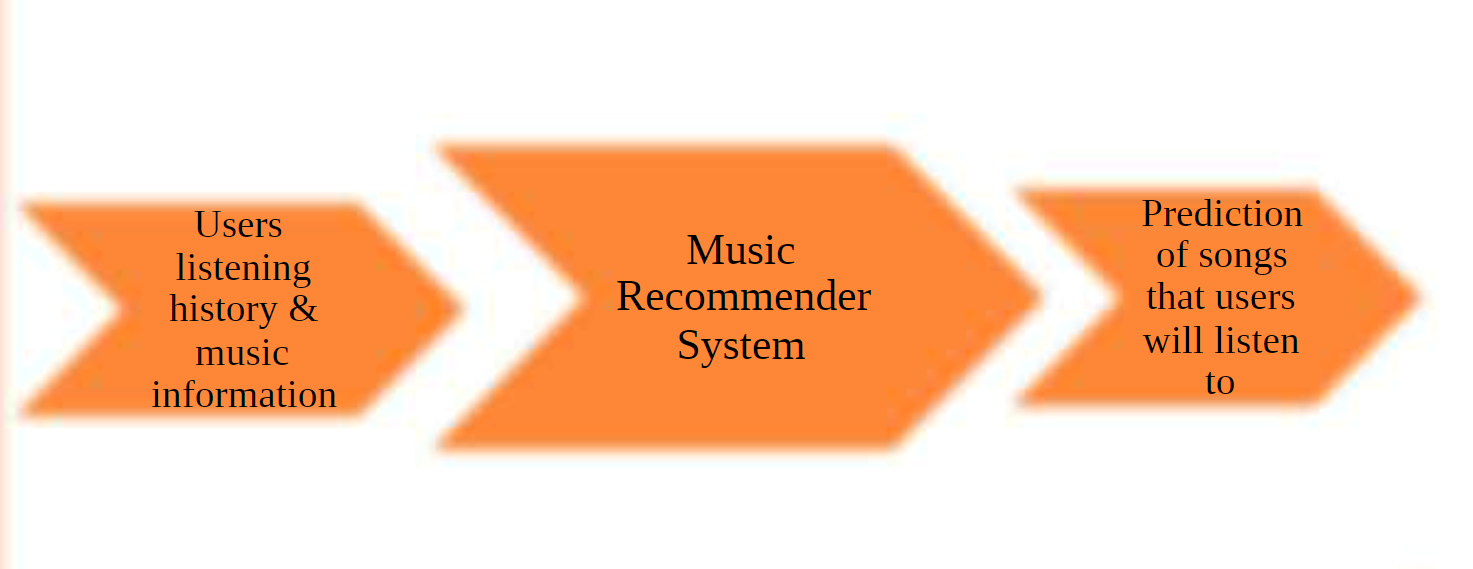 Users
listening
history &
music
information
Music
Recommender
System
Prediction
of songs
that users
will listen
to